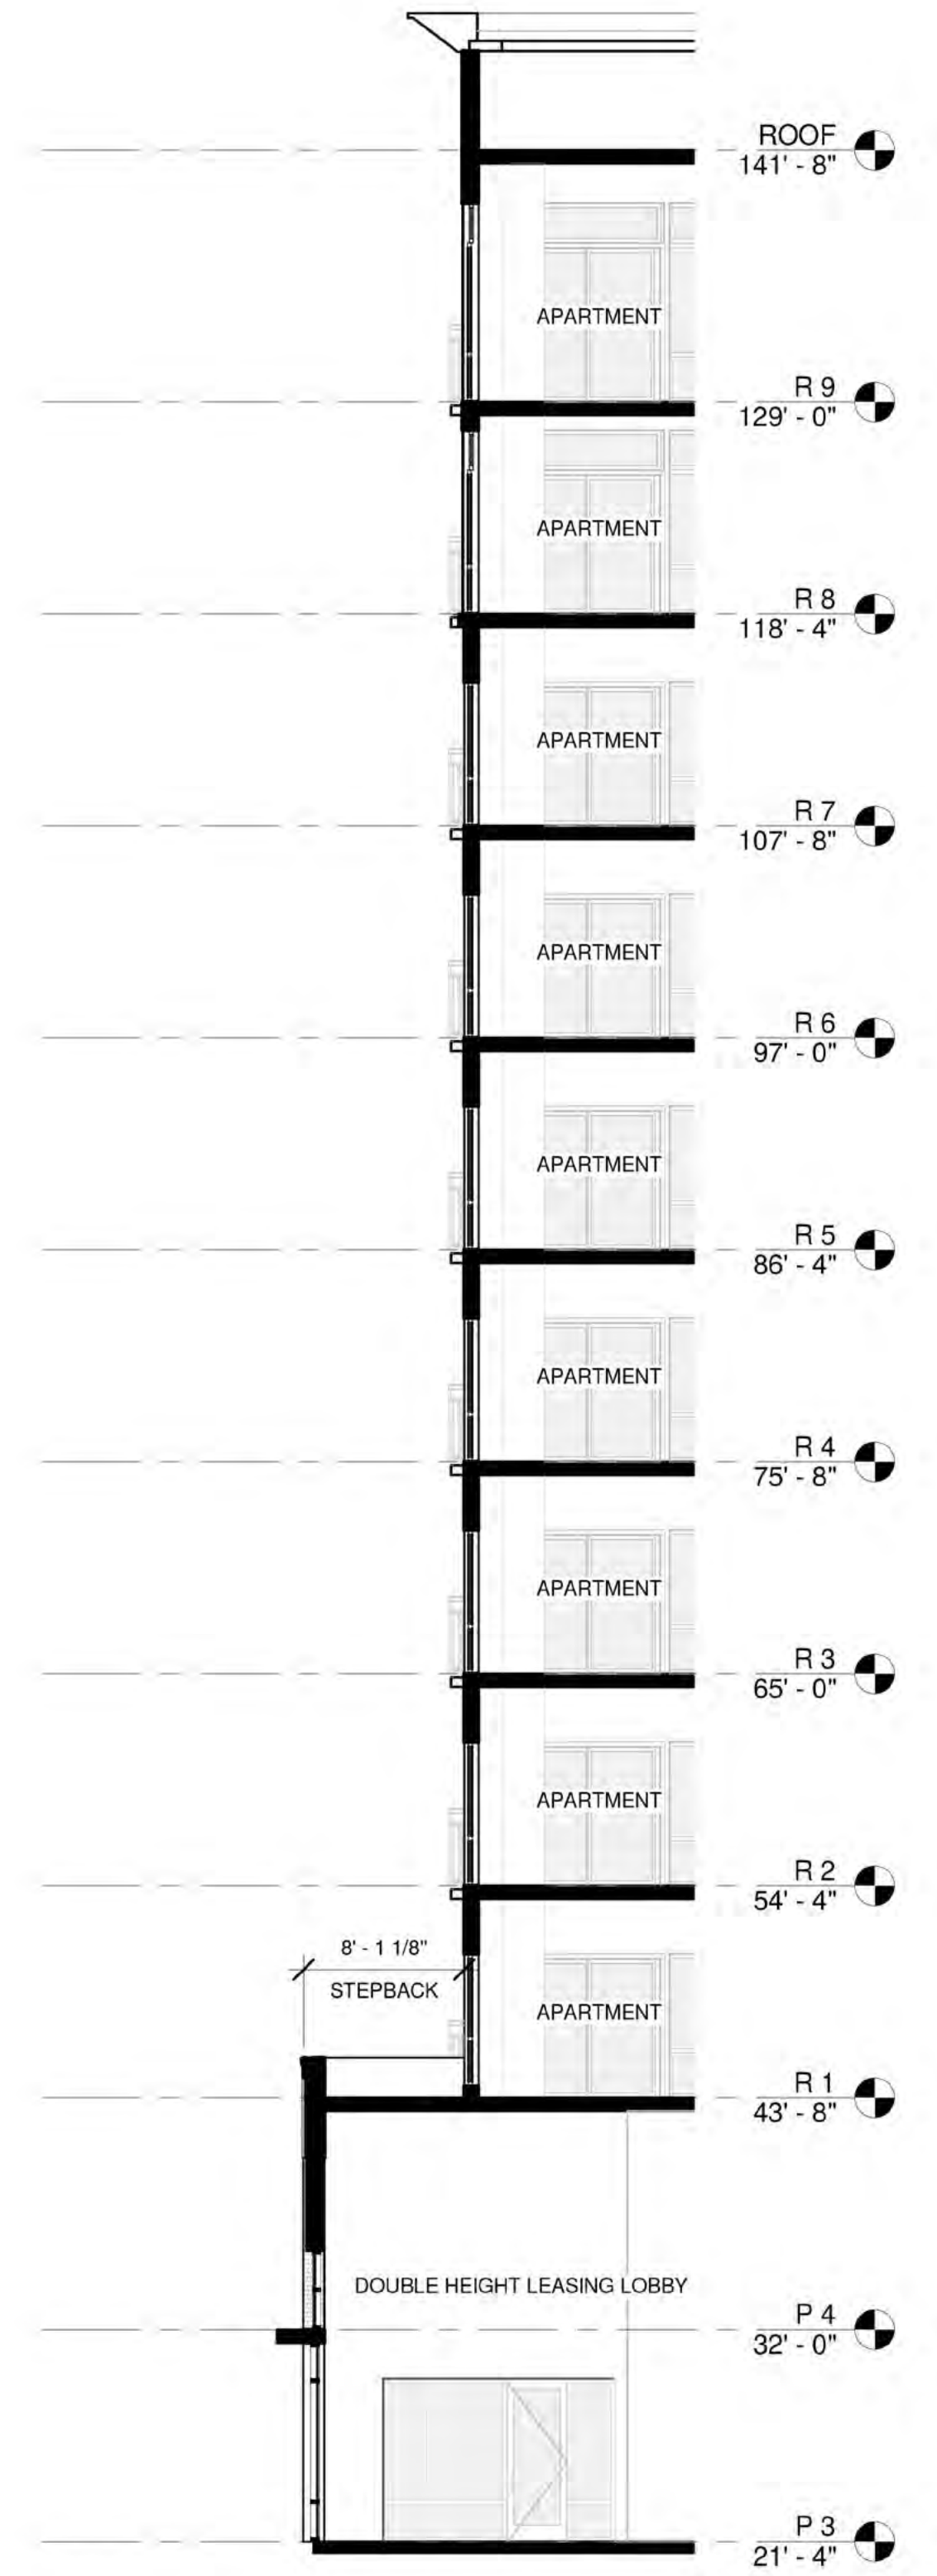 ROOF
141' - 8"
APARTMENT
R 9
129' - 0"
APARTMENT
R 8
118' - 4"
APARTMENT
R 7
107' - 8"
APARTMENT
R 6
97' - 0"
APARTMENT
R 5
86' - 4"
APARTMENT
R 4
75' - 8"
APARTMENT
R 3
65' - 0"
APARTMENT
R 2
54' - 4"
8' - 1 1/8"
STEPBACK
APARTMENT
R 1
43' - 8"
DOUBLE HEIGHT LEASING LOBBY
P 4
32' - 0"
P 3
21' - 4"